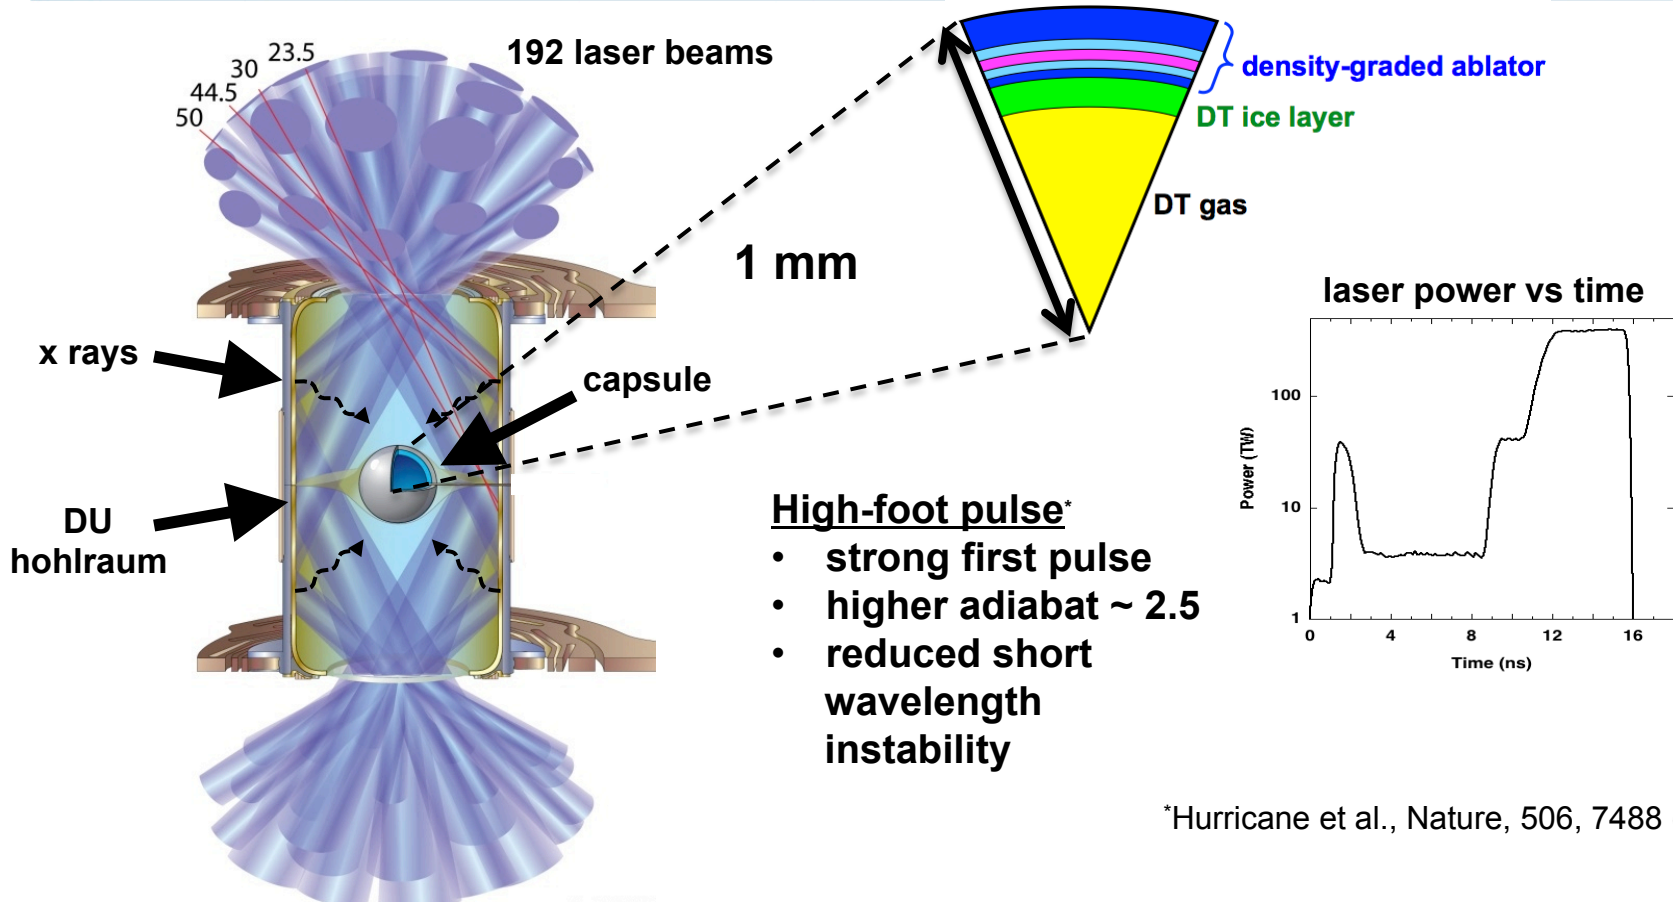 192 laser beams
23.5
30
44.5
50
density-graded ablator
DT ice layer
DT gas
1 mm
x rays
capsule
DU
hohlraum
High-foot pulse*
• strong first pulse
• higher adiabat ~ 2.5
• reduced short
wavelength
instability
laser power vs time
Power (TW)
100
10
1
0 4 8 12 16
Time (ns)
*Hurricane et al., Nature, 506, 7488